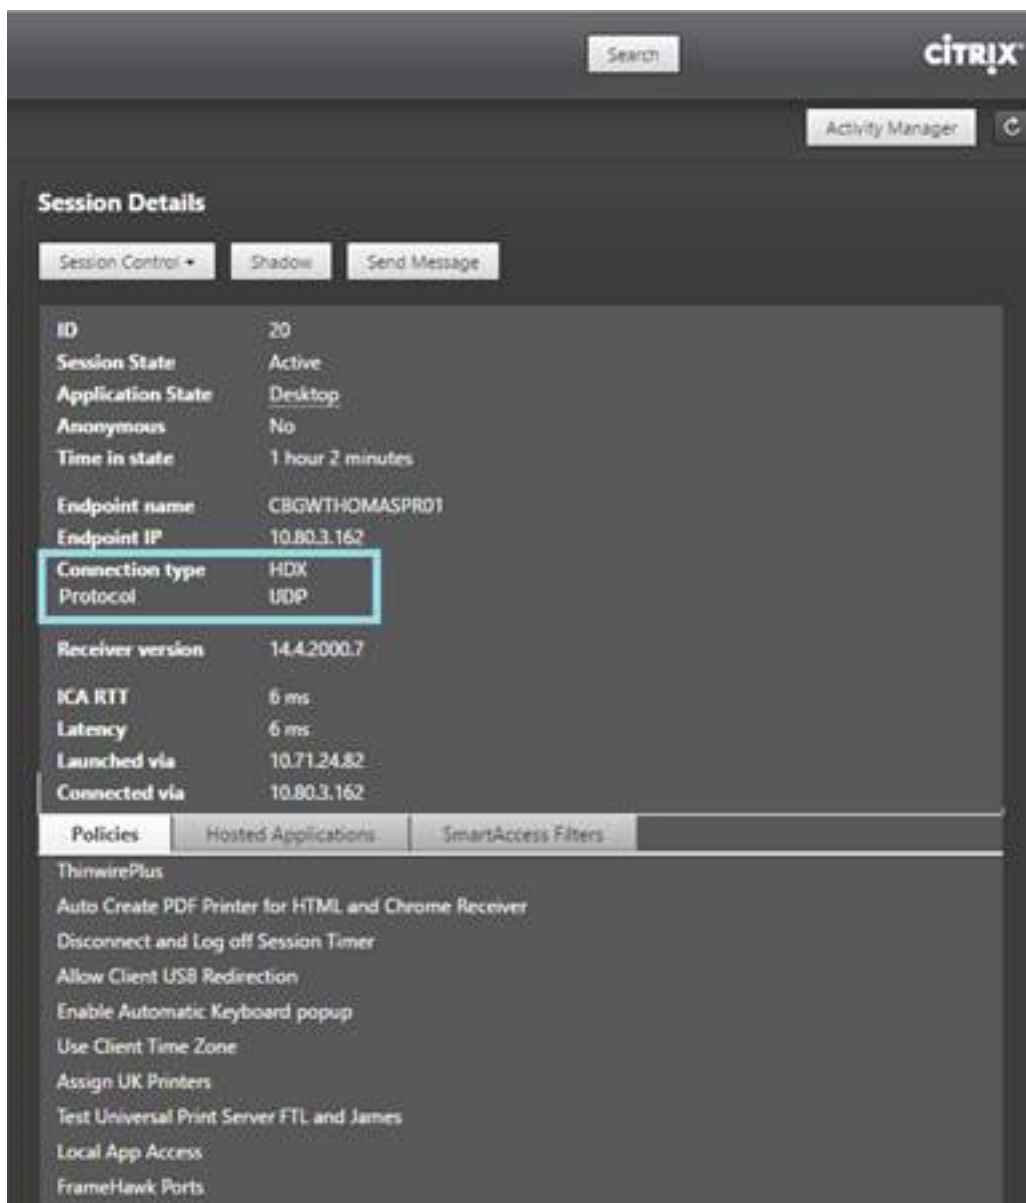 Search
CITRIX
Activity Manager
Session Details
Session Control Shadow Send Message
ID 20
Session State Active
Application State Desktop
Anonymous No
Time in state 1 hour 2 minutes
Endpoint name CBGWTHOMASPR01
Endpoint IP 10.80.3.162
Connection type HDX
Protocol UDP
Receiver version 14.4.2000.7
ICA RTT 6 ms
Latency 6 ms
Launched via 10.71.24.82
Connected via 10.80.3.162
Policies Hosted Applications SmartAccess Filters
ThinwirePlus
Auto Create PDF Printer for HTML and Chrome Receiver
Disconnect and Log off Session Timer
Allow Client USB Redirection
Enable Automatic Keyboard popup
Use Client Time Zone
Assign UK Printers
Test Universal Print Server FTL and James
Local App Access
FrameHawk Ports